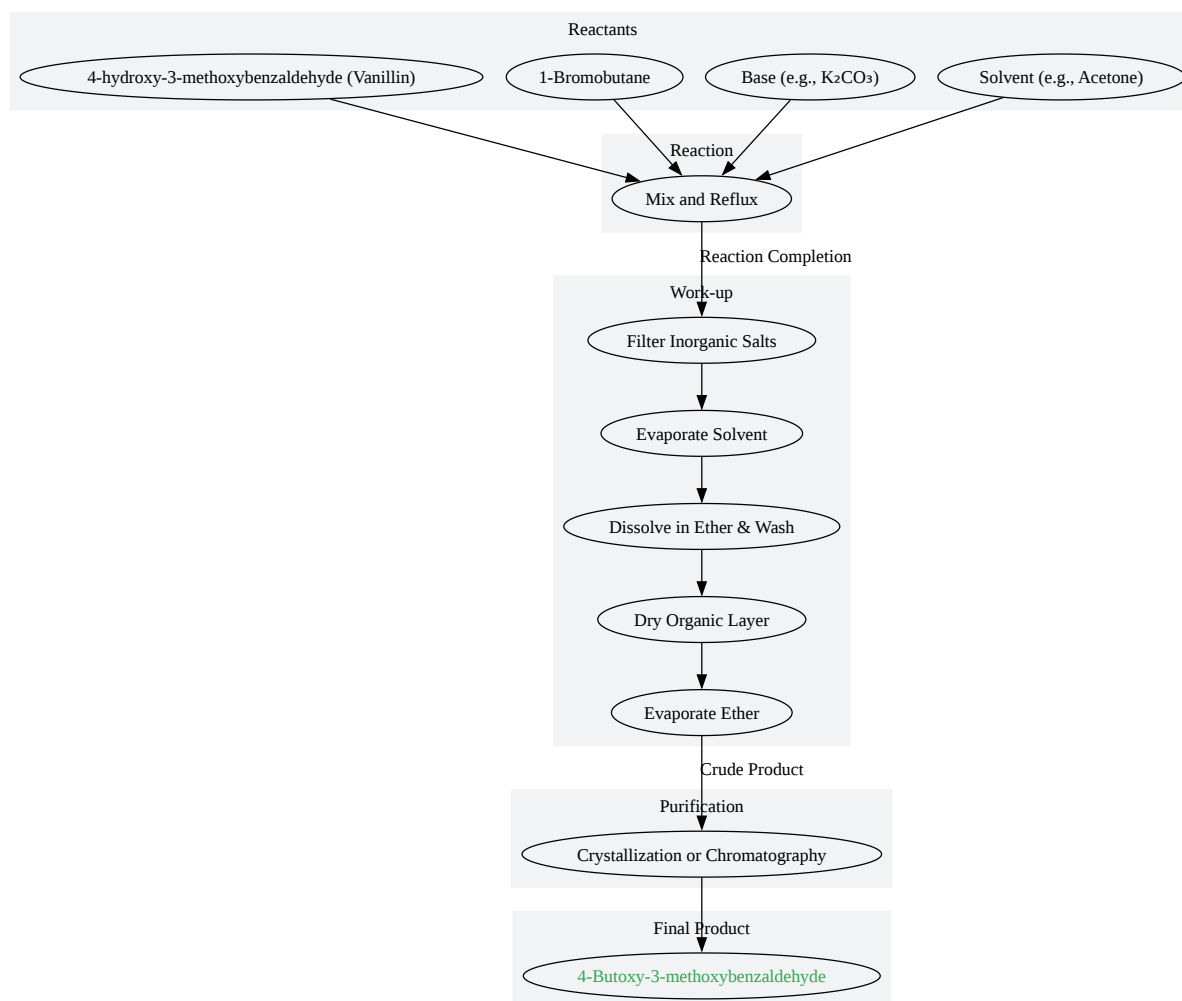 Reactants
4-hydroxy-3-methoxybenzaldehyde (Vanillin)
1-Bromobutane
Base (e.g., K₂CO₃)
Solvent (e.g., Acetone)
Reaction
Mix and Reflux
Reaction Completion
Work-up
Filter Inorganic Salts
Evaporate Solvent
Dissolve in Ether & Wash
Dry Organic Layer
Evaporate Ether
Crude Product
Purification
Crystallization or Chromatography
Final Product
4-Butoxy-3-methoxybenzaldehyde